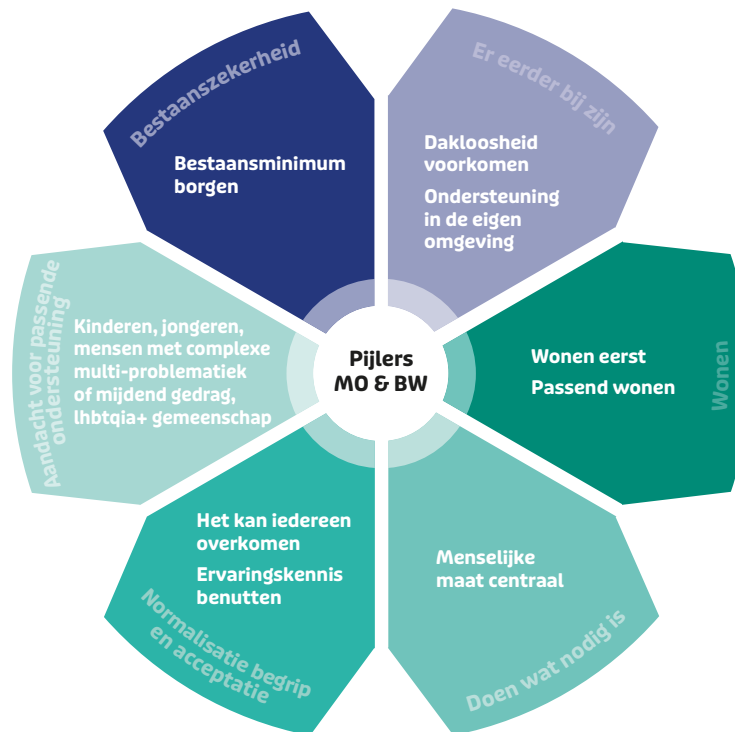 Bestaanszekerheid
Bestaansminimum
borgen
Er eerder bij zijn
Dakloosheid
voorkomen
Ondersteuning
in de eigen
omgeving
Wonen
Wonen eerst
Passend wonen
Doen wat nodig is
Menselijke
maat centraal
Normalisatie begrip
en acceptatie
Het kan iedereen
overkomen
Ervaringskennis
benutten
Aandacht voor passende
ondersteuning
Kinderen, jongeren,
mensen met complexe
multi-problematiek
of mijdend gedrag,
lhbtqia+ gemeenschap
Pijlers
MO & BW